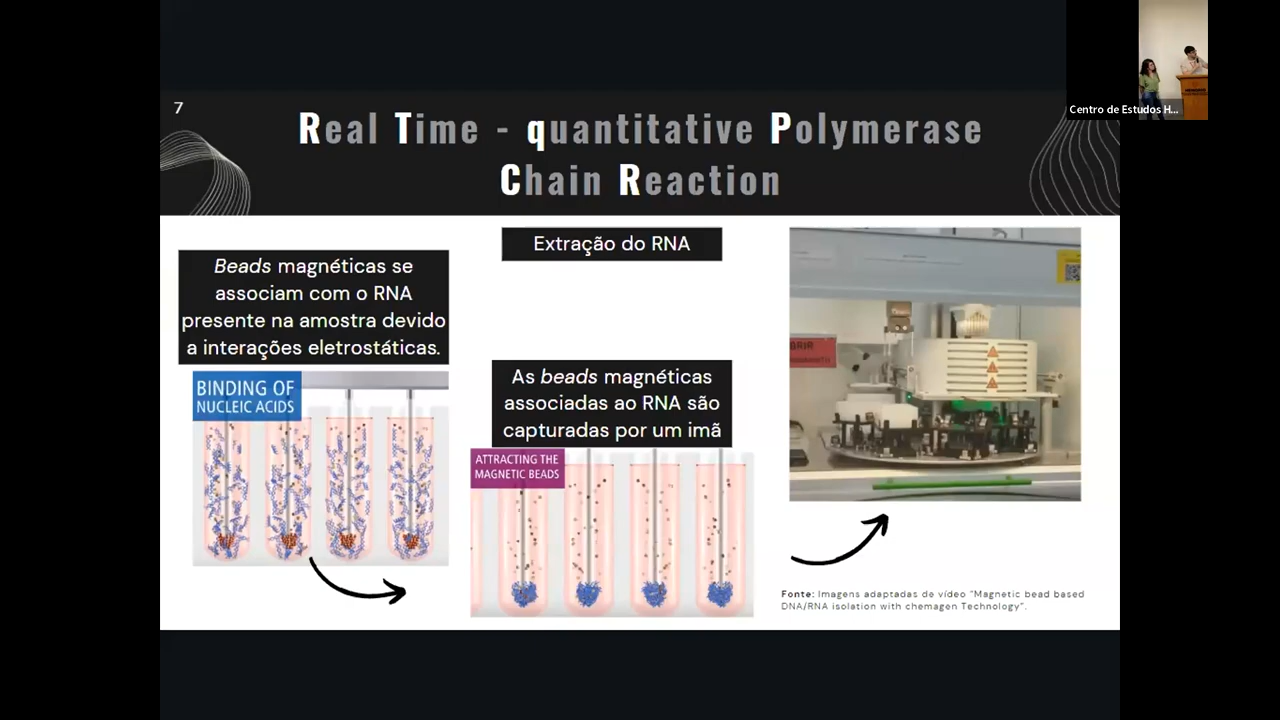 7
Real Time - quantitative Polymerase
Chain Reaction
Extração do RNA
Beads magnéticas se
associam com o RNA
presente na amostra devido
a interações eletrostáticas.
BINDING OF
NUCLEIC ACIDS
As beads magnéticas
associadas ao RNA são
capturadas por um imã
ATTRACTING THE
MAGNETIC BEADS
Fonte: Imagens adaptadas de vídeo “Magnetic bead based
DNA/RNA isolation with chemagen Technology”.
Centro de Estudos H...